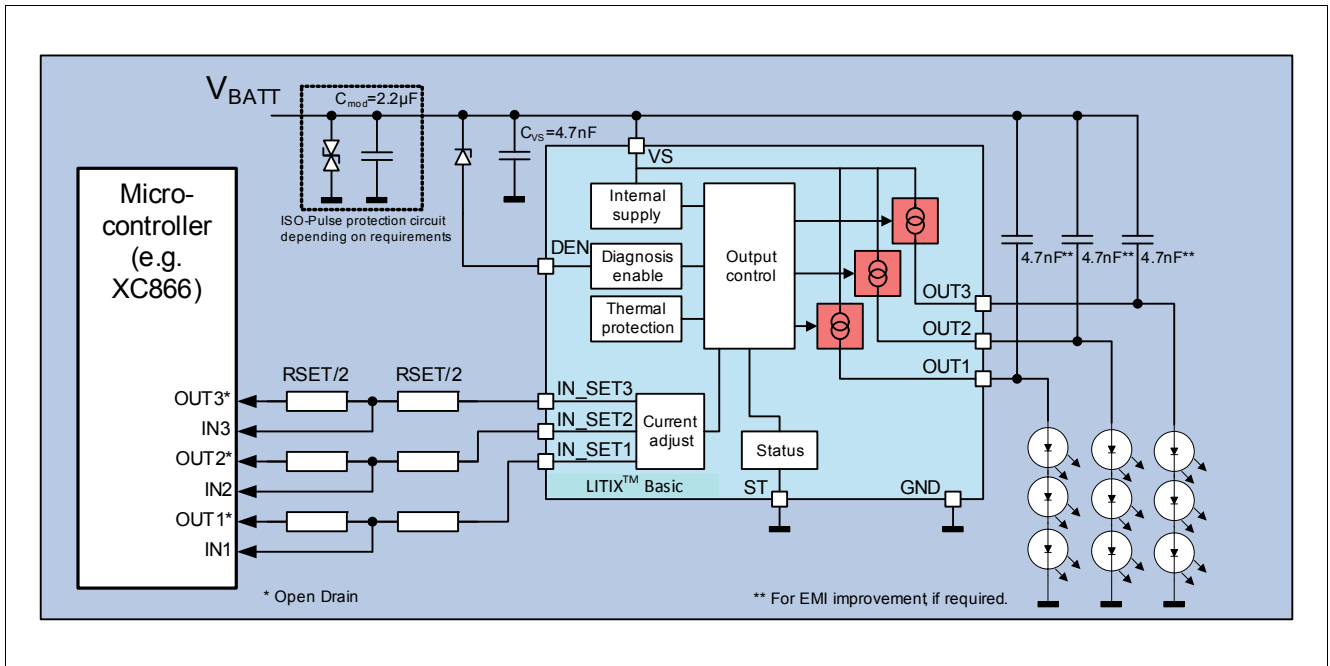 VBATT
Cmod=2.2µF
ISO-Pulse protection circuit
depending on requirements
CVS=4.7nF
Micro-
controller
(e.g.
XC866)
OUT3*
IN3
OUT2*
IN2
OUT1*
IN1
RSET/2
RSET/2
* Open Drain
VS
Internal
supply
DEN
Diagnosis
enable
Thermal
protection
Output
control
IN_SET3
IN_SET2
IN_SET1
Current
adjust
Status
LITIX™ Basic
ST
GND
OUT3
OUT2
OUT1
4.7nF**
4.7nF**
4.7nF**
** For EMI improvement, if required.